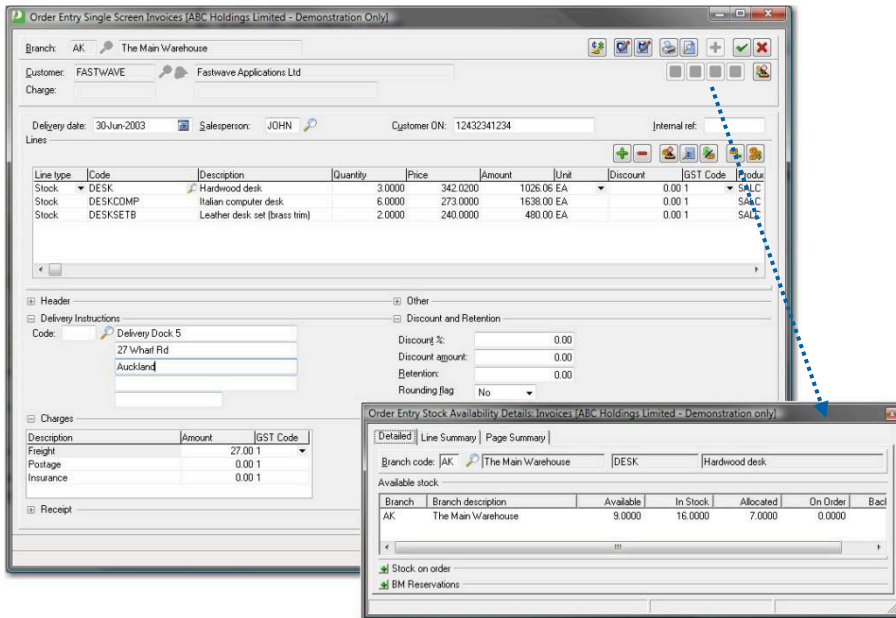 Order Entry Single Screen Invoices [ABC Holdings Limited - Demonstration Only]
Branch: AK The Main Warehouse
Customer: FASTWAVE Fastwave Applications Ltd
Charge:
Delivery date: 30-Jun-2003 Salesperson: JOHN Customer ON: 12432341234 Internal ref:
Lines
Line type Code Description Quantity Price Amount Unit Discount GST Code Produc
Stock DESK Hardwood desk 3.0000 342.0200 1026.06 EA 0.00 1 SALC
Stock DESKCOMP Italian computer desk 6.0000 273.0000 1638.00 EA 0.00 1 SALC
Stock DESKSETB Leather desk set (brass trim) 2.0000 240.0000 480.00 EA 0.00 1 SALC
Header
Other
Delivery Instructions
Code: Delivery Dock 5
27 Wharf Rd
Auckland
Discount and Retention
Discount %: 0.00
Discount amount: 0.00
Retention: 0.00
Rounding flag No
Charges
Description Amount GST Code
Freight 27.00 1
Postage 0.00 1
Insurance 0.00 1
Receipt
Order Entry Stock Availability Details: Invoices [ABC Holdings Limited - Demonstration only]
Detailed Line Summary Page Summary
Branch code: AK The Main Warehouse DESK Hardwood desk
Available stock
Branch Branch description Available In Stock Allocated On Order Bacl
AK The Main Warehouse 9.0000 16.0000 7.0000 0.0000
Stock on order
BM Reservations